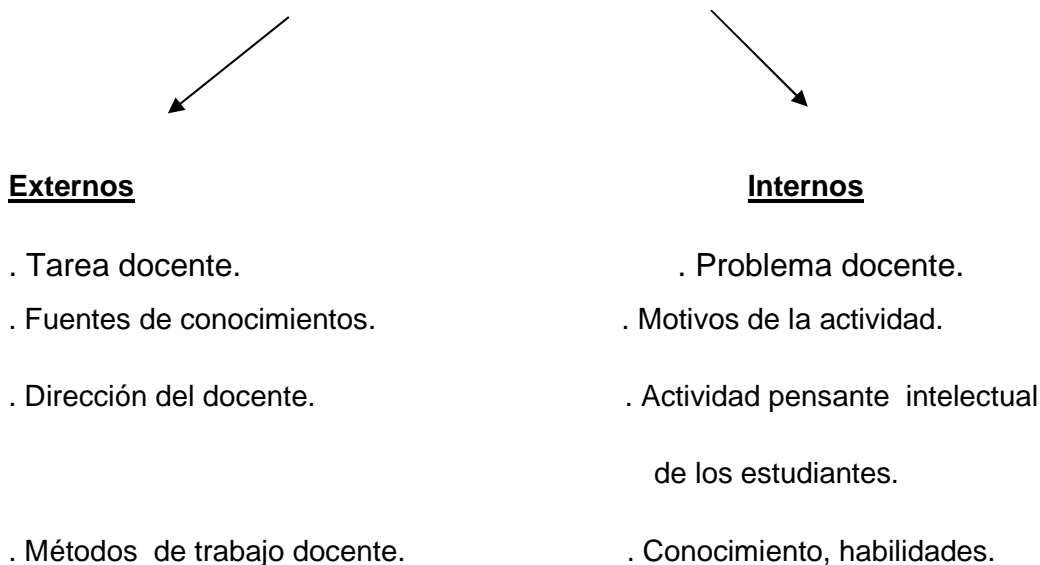 Externos Internos
. Tarea docente. . Problema docente.
. Fuentes de conocimientos. . Motivos de la actividad.
. Dirección del docente. . Actividad pensante  intelectual
de los estudiantes.
. Métodos  de trabajo docente. . Conocimiento, habilidades.